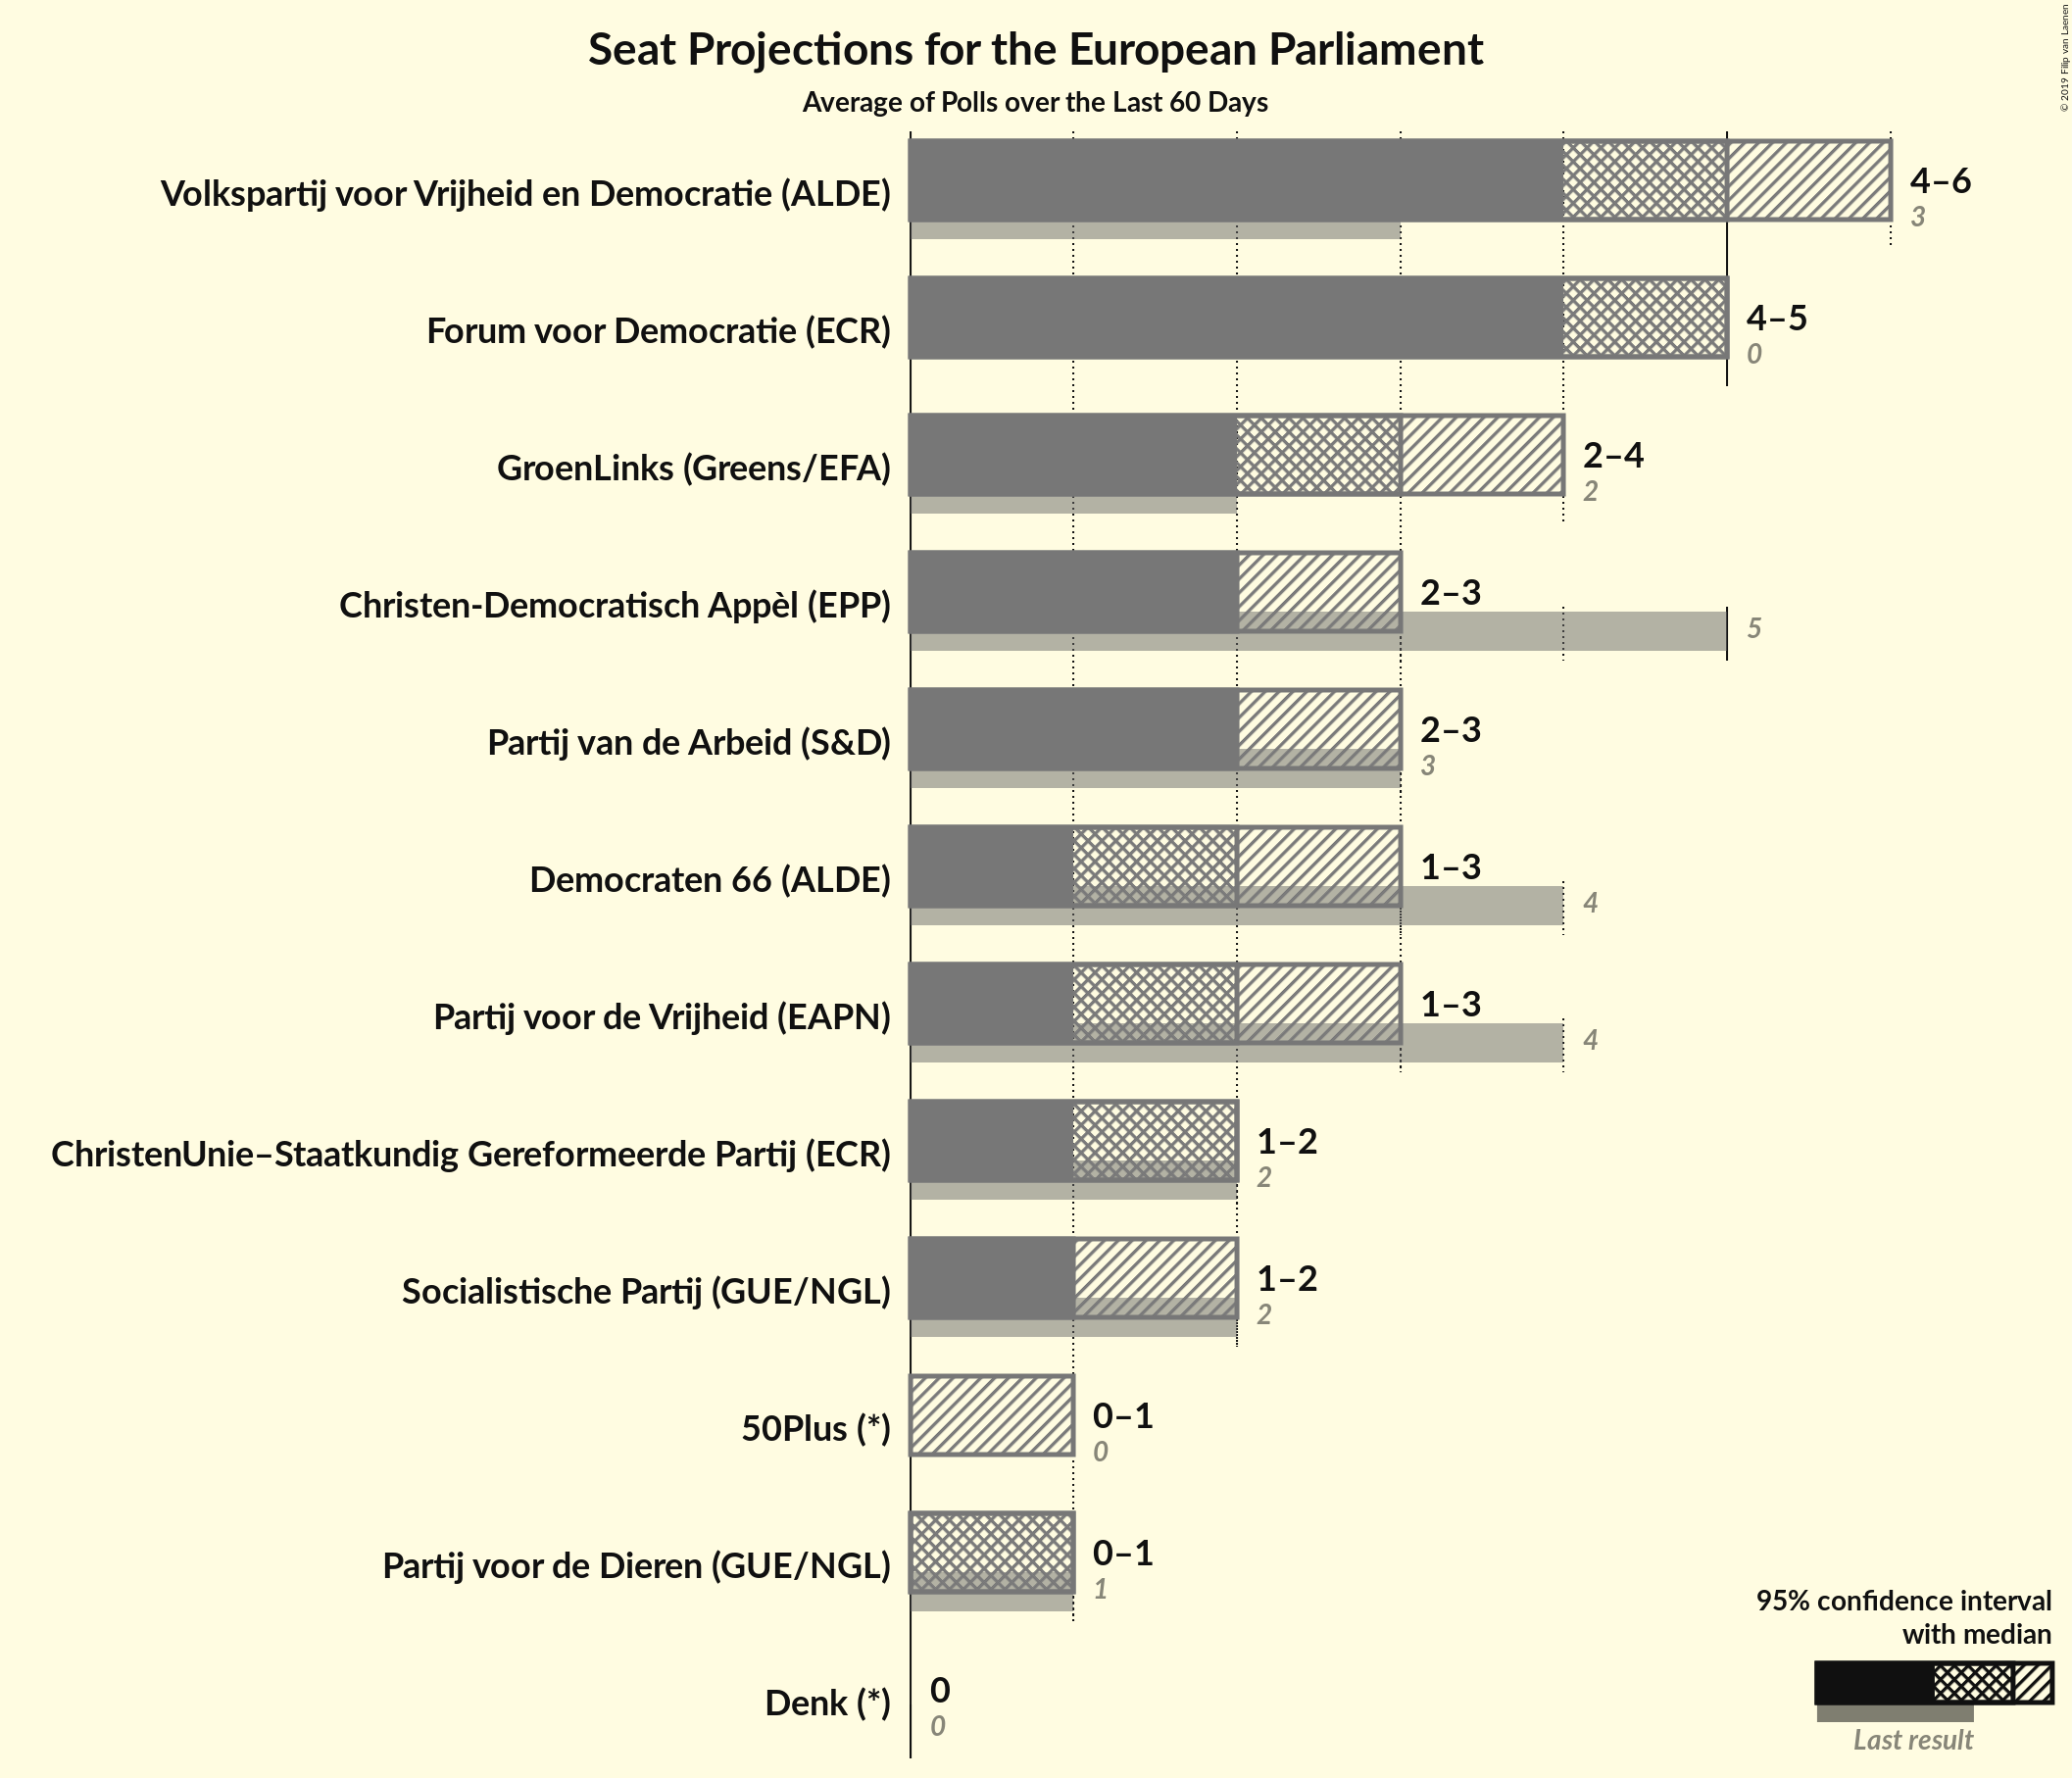 Seat Projections for the European Parliament
Average of Polls over the Last 60 Days
© 2019 Filip van Laenen
Volkspartij voor Vrijheid en Democratie (ALDE)
4–6
3
Forum voor Democratie (ECR)
4–5
0
GroenLinks (Greens/EFA)
2–4
2
Christen-Democratisch Appèl (EPP)
2–3
5
Partij van de Arbeid (S&D)
2–3
3
Democraten 66 (ALDE)
1–3
4
Partij voor de Vrijheid (EAPN)
1–3
4
ChristenUnie–Staatkundig Gereformeerde Partij (ECR)
1–2
2
Socialistische Partij (GUE/NGL)
1–2
2
50Plus (*)
0–1
0
Partij voor de Dieren (GUE/NGL)
0–1
1
Denk (*)
0
0
95% confidence interval
with median
Last result